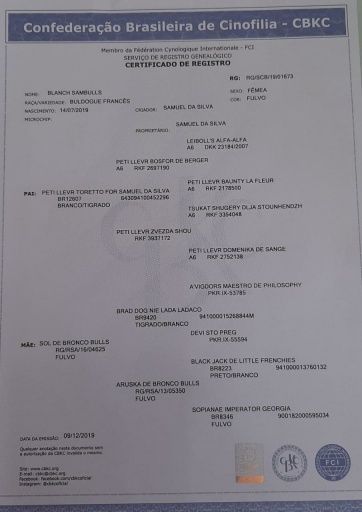 Confederação Brasileira de Cinofilia - CBKC
Membro da Fédération Cynologique Internationale - FCI
SERVIÇO DE REGISTRO GENEALÓGICO
CERTIFICADO DE REGISTRO
RG: RG/SCB/19/01673
NOME: BLANCH SAMBULLS
SEXO: FÊMEA
RAÇA/VARIEDADE: BULDOGUE FRANCÊS
COR: FULVO
NASCIMENTO: 14/07/2019
CRIADOR: SAMUEL DA SILVA
MICROCHIP:
SAMUEL DA SILVA
PROPRIETÁRIO:
LEIBOLL'S ALFA-ALFA
A6 DKK 23184/2007
PETI LLEVR BOSFOR DE BERGER
A6 RKF 2697190
PETI LLEVR BAUNTY LA FLEUR
A6 RKF 2178500
PAI: PETI LLEVR TORETTO FOR SAMUEL DA SILVA
BR12607 643094100452296
BRANCO/TIGRADO
TSUKAT SHUGERY OLJA STOUNHENDZH
A6 RKF 3354048
PETI LLEVR ZVEZDA SHOU
RKF 3937172
PETI LLEVR DOMENIKA DE SANGE
A6 RKF 2752138
A'VIGDORS MAESTRO DE PHILOSOPHY
PKR.IX-53785
BRAD DOG NIE LADA LADACO
BR9420 94100001526884​4M
TIGRADO/BRANCO
DEVI STO PREG
PKR.IX-55594
MÃE: SOL DE BRONCO BULLS
RG/RSA/16/04625
FULVO
BLACK JACK DE LITTLE FRENCHIES
BR8223 941000013760132
PRETO/BRANCO
ARUSKA DE BRONCO BULLS
RG/RSA/13/05350
FULVO
SOPIANAE IMPERATOR GEORGIA
BR8346 900182000595034
FULVO
DATA DA EMISSÃO: 09/12/2019
Qualquer anotação neste documento sem
a autorização da CBKC invalida o mesmo.
Site: www.cbkc.org
E-mail: cbkc@cbkc.org
Facebook: facebook.com/cbkcoficial
Instagram: @cbkcoficial
FCI